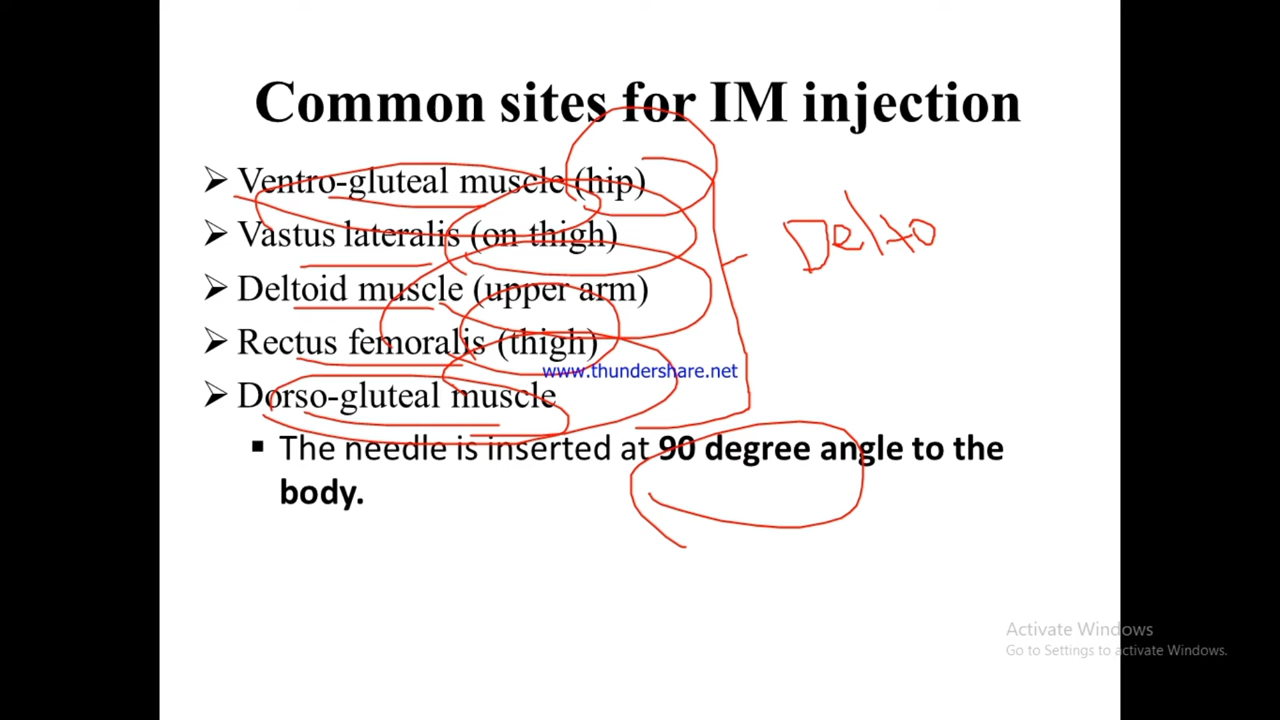 Common sites for IM injection
➢ Ventro-gluteal muscle (hip)
➢ Vastus lateralis (on thigh)
➢ Deltoid muscle (upper arm)
➢ Rectus femoralis (thigh)
➢ Dorso-gluteal muscle
▪ The needle is inserted at 90 degree angle to the
body.
Delto
www.thundershare.net
Activate Windows
Go to Settings to activate Windows.